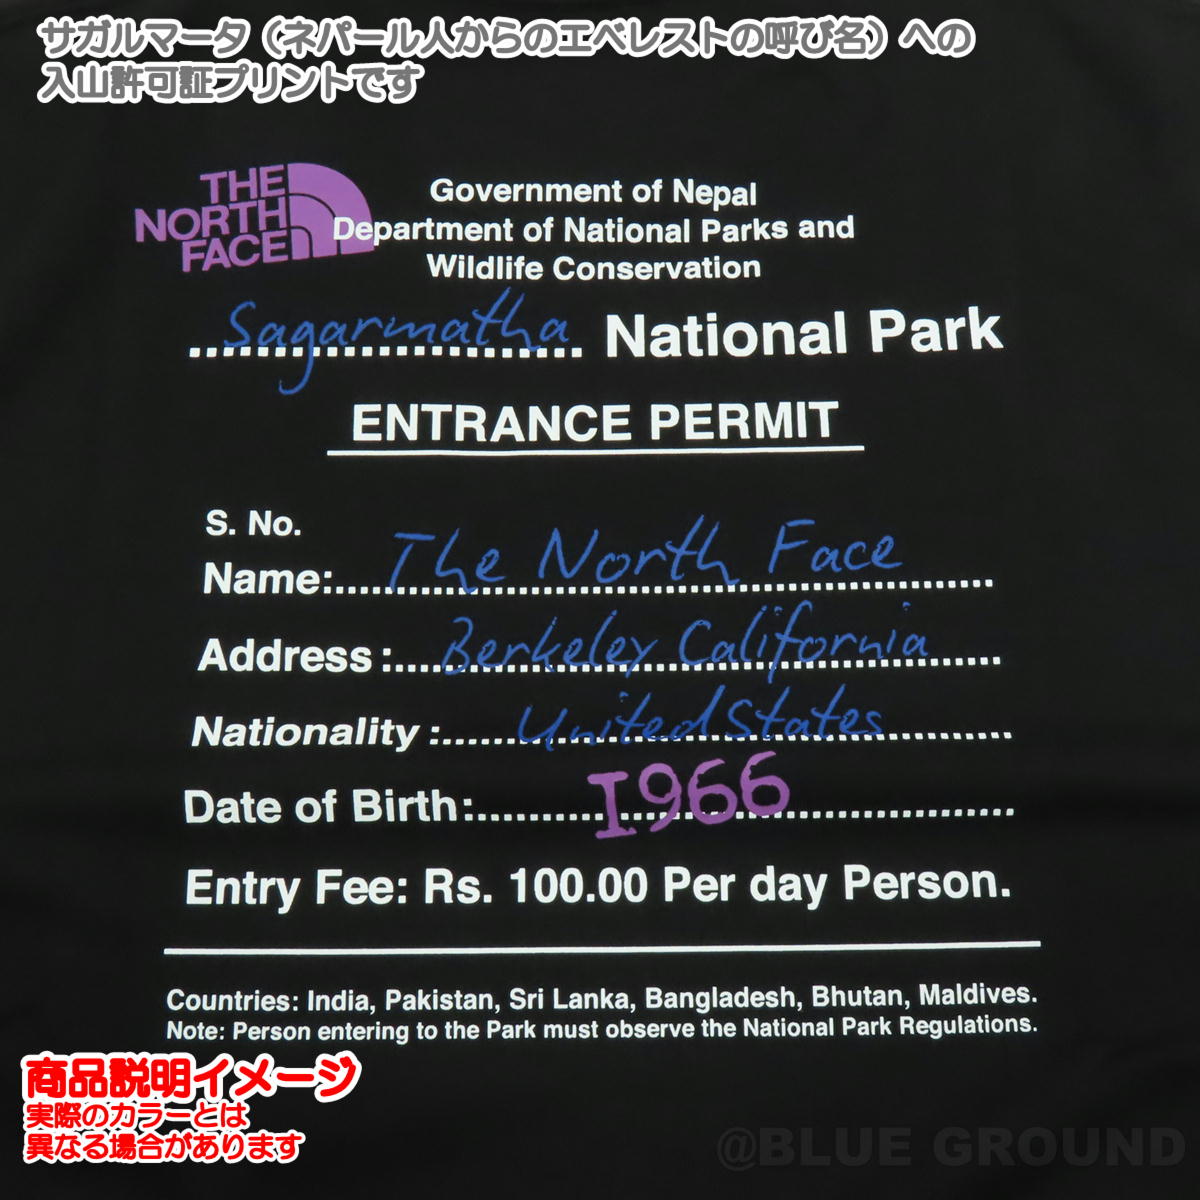 サガルマータ（ネパール人からのエベレストの呼び名）への
入山許可証プリントです
THE
NORTH
FACE
Government of Nepal
Department of National Parks and
Wildlife Conservation
Sagarmatha National Park
ENTRANCE PERMIT
S. No.
Name:........The North Face........
Address :........Berkeley California........
Nationality :........United States........
Date of Birth:........1966........
Entry Fee: Rs. 100.00 Per day Person.
Countries: India, Pakistan, Sri Lanka, Bangladesh, Bhutan, Maldives.
Note: Person entering to the Park must observe the National Park Regulations.
商品説明イメージ
実際のカラーとは
異なる場合があります
@BLUE GROUND